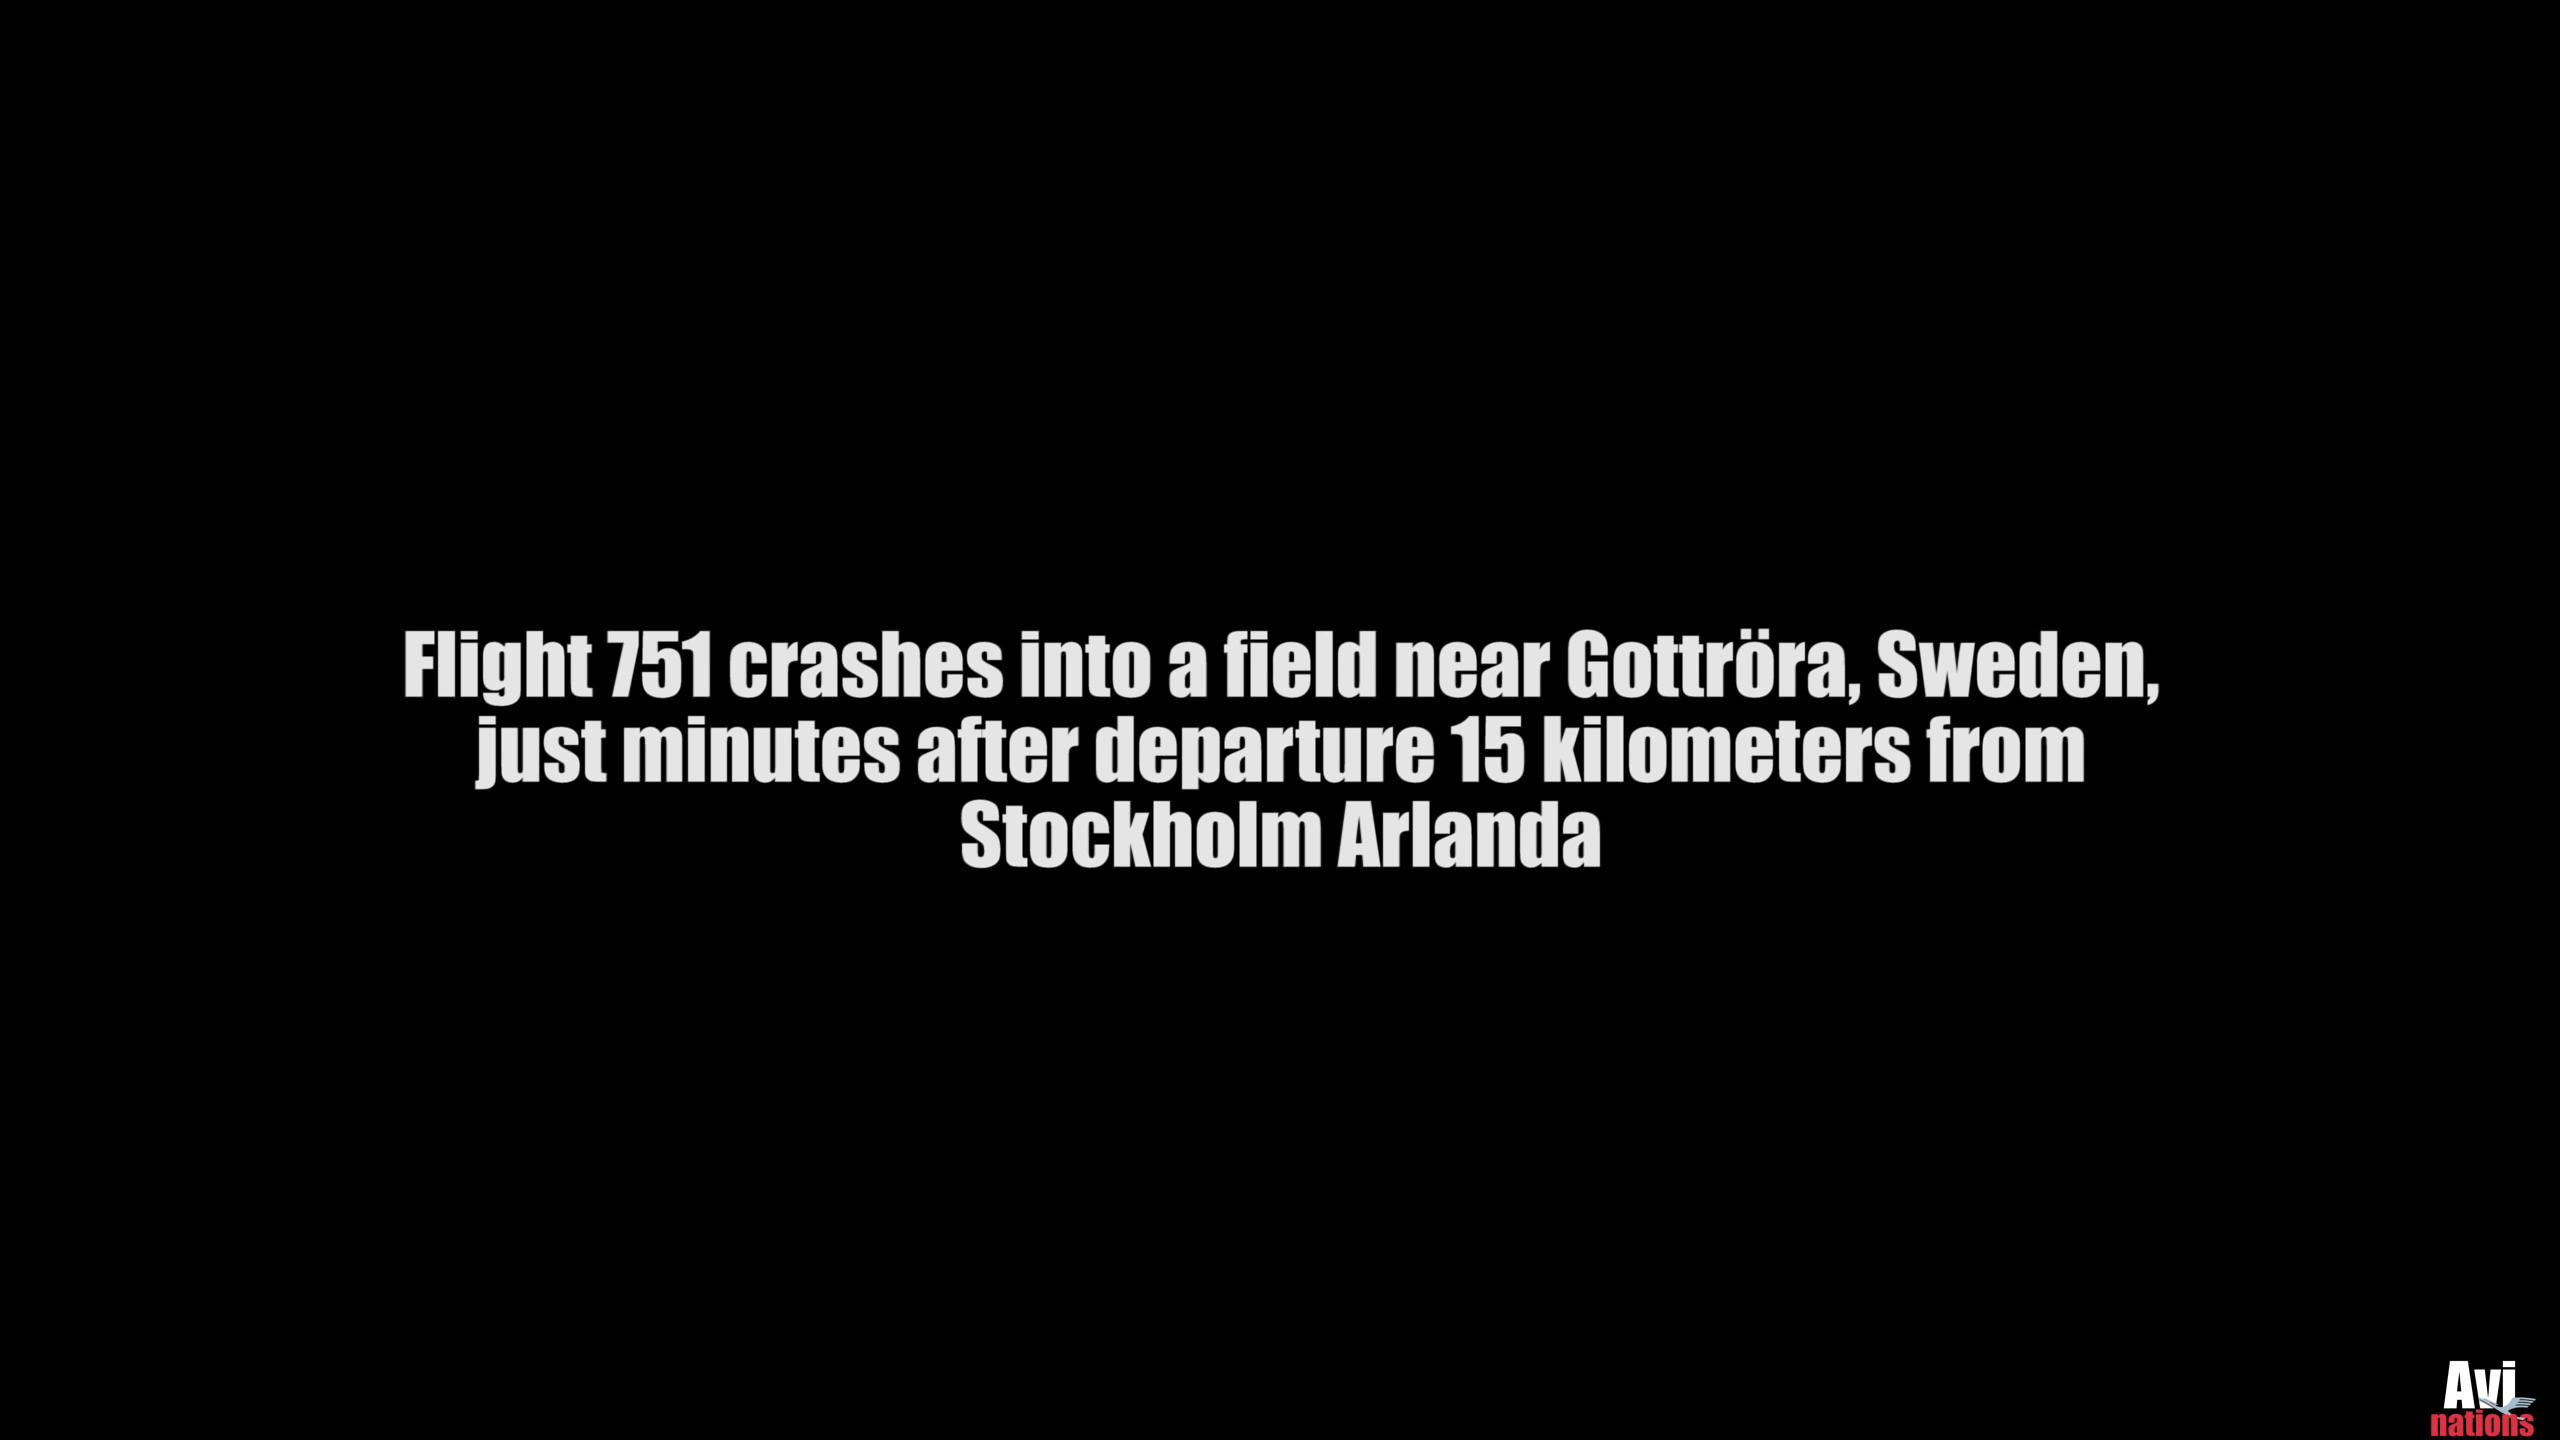 Flight 751 crashes into a field near Gottröra, Sweden,
just minutes after departure 15 kilometers from
Stockholm Arlanda
Avi
nations